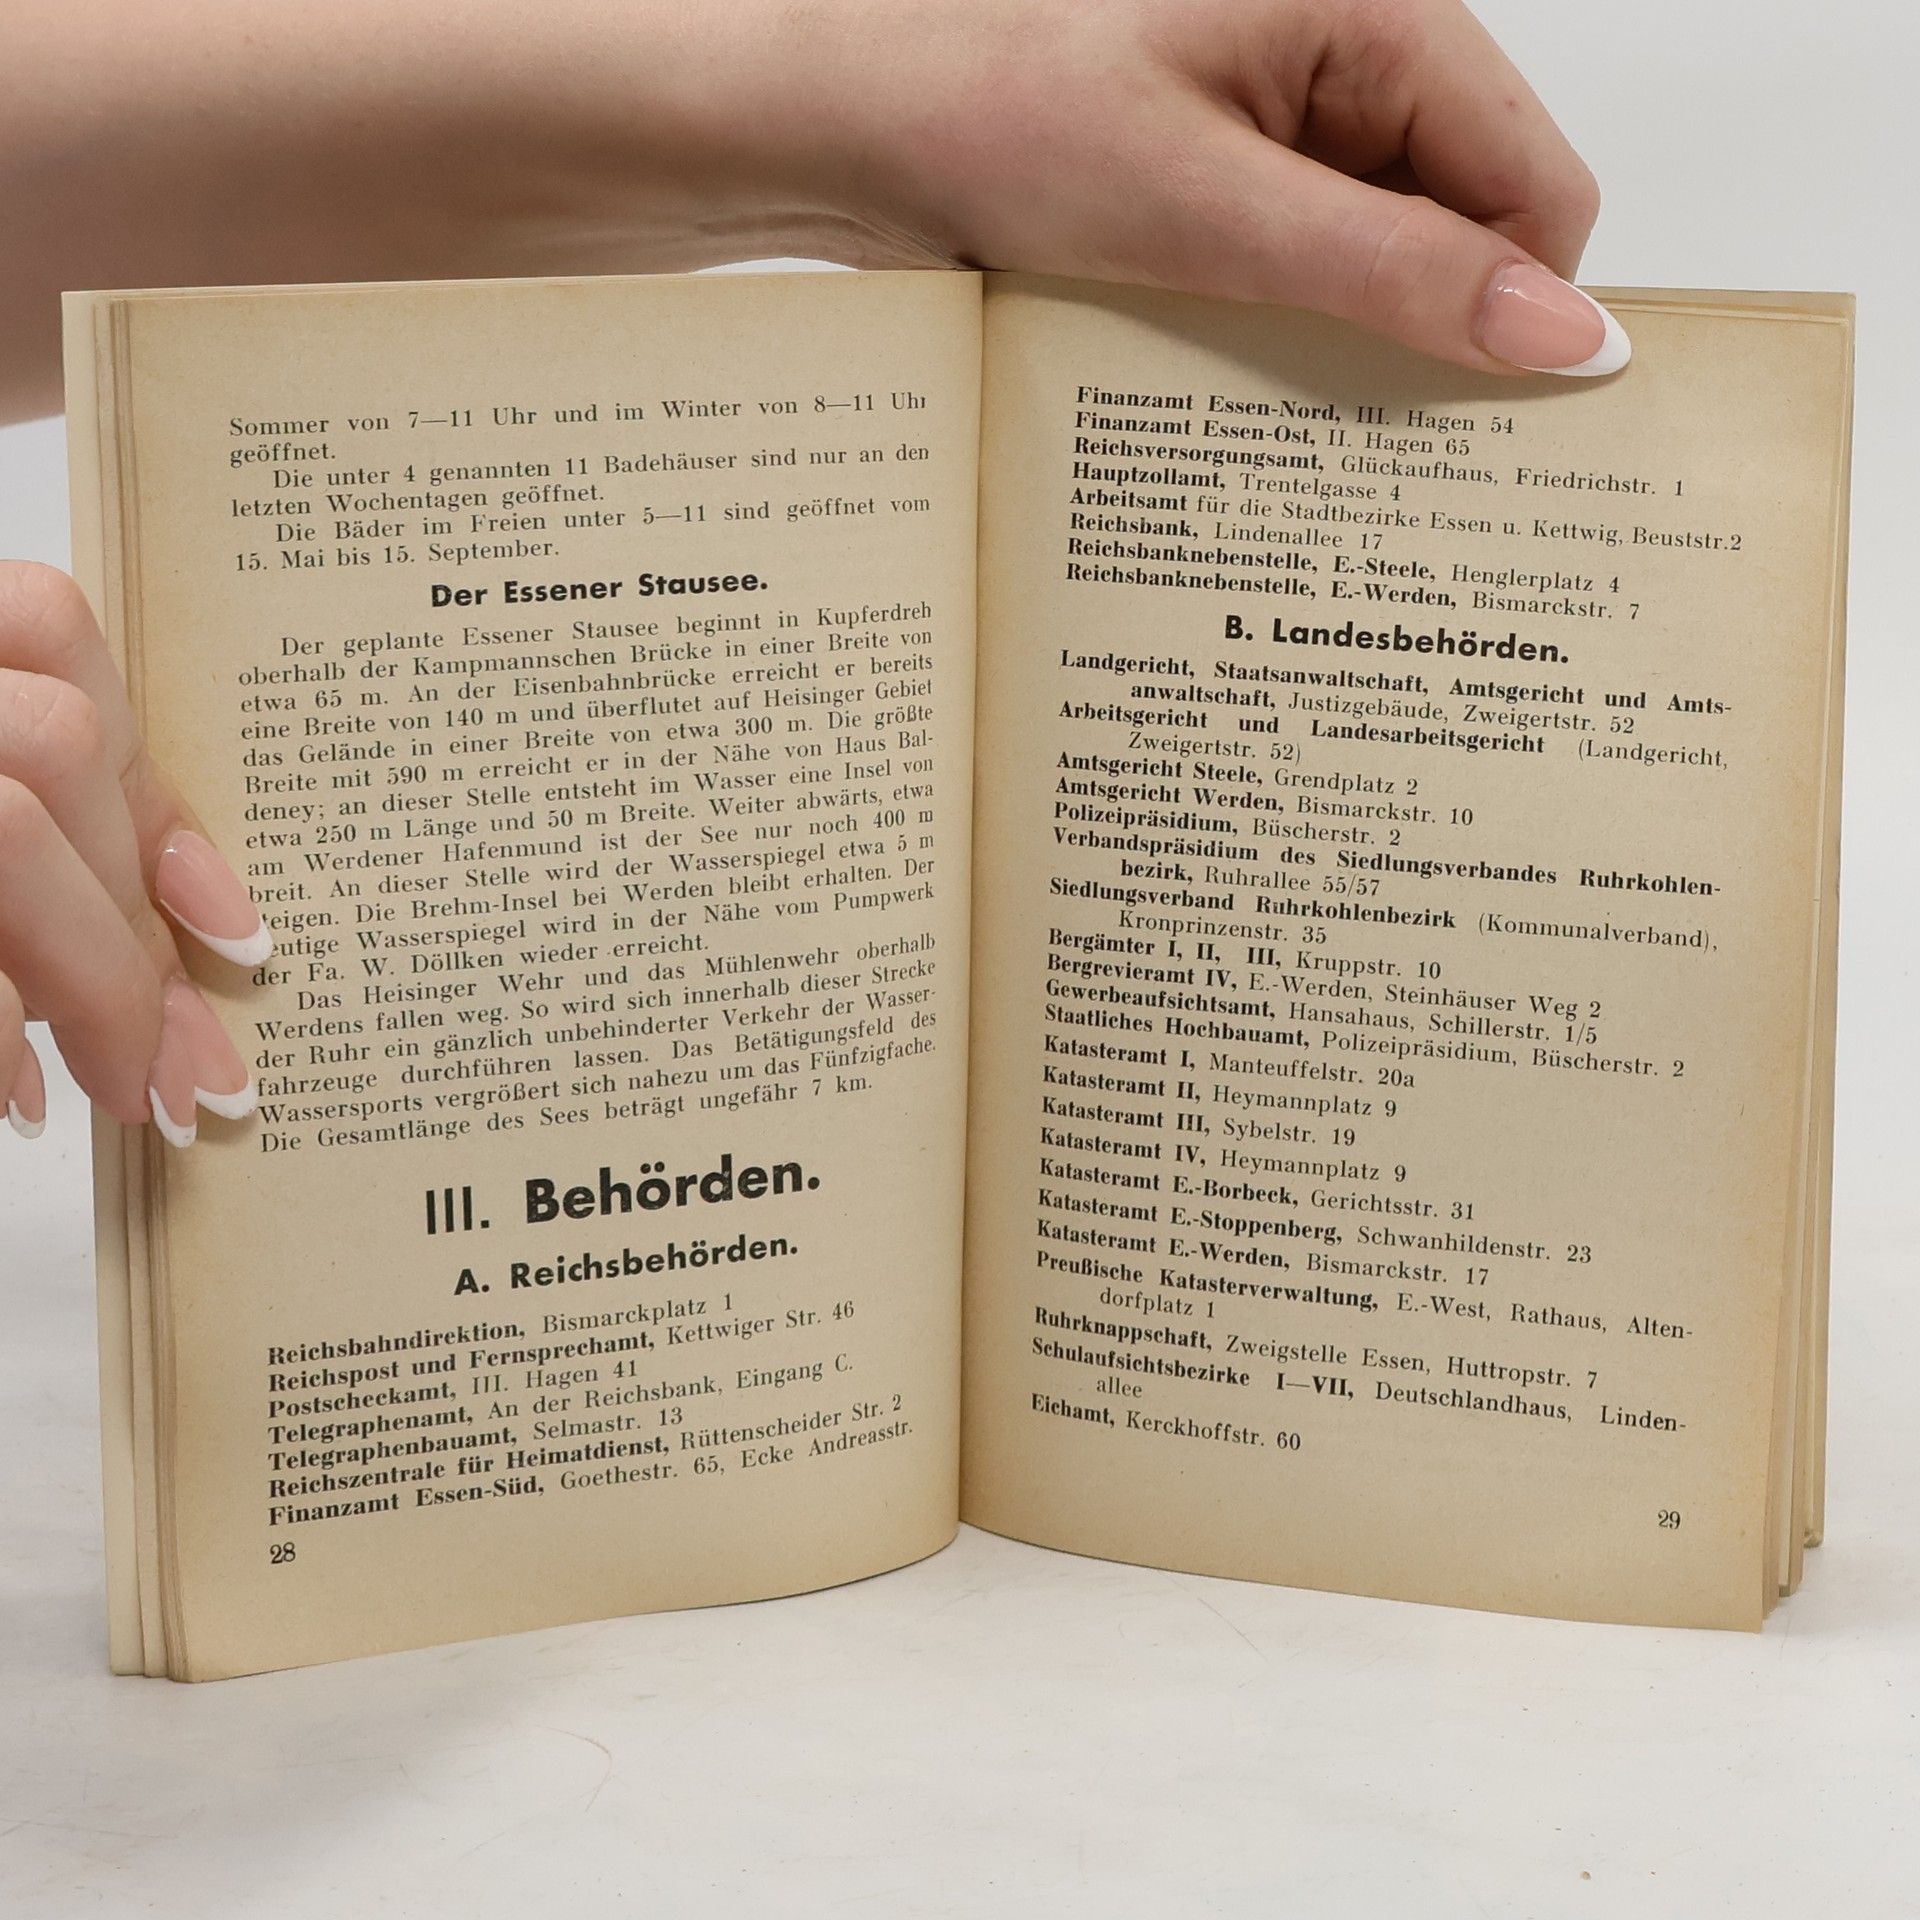 Sommer von 7—11 Uhr und im Winter von 8—11 Uhr
geöffnet.
Die unter 4 genannten 11 Badehäuser sind nur an den
letzten Wochentagen geöffnet.
Die Bäder im Freien unter 5—11 sind geöffnet vom
15. Mai bis 15. September.
Der Essener Stausee.
Der geplante Essener Stausee beginnt in Kupferdreh
oberhalb der Kampmannschen Brücke in einer Breite von
etwa 65 m. An der Eisenbahnbrücke erreicht er bereits
eine Breite von 140 m und überflutet auf Heisinger Gebiet
das Gelände in einer Breite von etwa 300 m. Die größte
Breite mit 590 m erreicht er in der Nähe von Haus Bal-
deney; an dieser Stelle entsteht im Wasser eine Insel von
etwa 250 m Länge und 50 m Breite. Weiter abwärts, etwa
am Werdener Hafenmund ist der See nur noch 400 m
breit. An dieser Stelle wird der Wasserspiegel etwa 5 m
teigen. Die Brehm-Insel bei Werden bleibt erhalten. Der
eutige Wasserspiegel wird in der Nähe vom Pumpwerk
der Fa. W. Döllken wieder erreicht.
Das Heisinger Wehr und das Mühlenwehr oberhalb
Werdens fallen weg. So wird sich innerhalb dieser Strecke
der Ruhr ein gänzlich unbehinderter Verkehr der Wasser-
fahrzeuge durchführen lassen. Das Betätigungsfeld des
Wassersports vergrößert sich nahezu um das Fünfzigfache.
Die Gesamtlänge des Sees beträgt ungefähr 7 km.
III. Behörden.
A. Reichsbehörden.
Reichsbahndirektion, Bismarckplatz 1
Reichspost und Fernsprechamt, Kettwiger Str. 46
Postscheckamt, III. Hagen 41
Telegraphenamt, An der Reichsbank, Eingang C.
Telegraphenbauamt, Selmastr. 13
Reichszentrale für Heimatdienst, Rüttenscheider Str. 2
Finanzamt Essen-Süd, Goethestr. 65, Ecke Andreasstr.
28
Finanzamt Essen-Nord, III. Hagen 54
Finanzamt Essen-Ost, II. Hagen 65
Reichsversorgungsamt, Glückaufhaus, Friedrichstr. 1
Hauptzollamt, Trentelgasse 4
Arbeitsamt für die Stadtbezirke Essen u. Kettwig, Beuststr.2
Reichsbank, Lindenallee 17
Reichsbanknebenstelle, E.-Steele, Henglerplatz 4
Reichsbanknebenstelle, E.-Werden, Bismarckstr. 7
B. Landesbehörden.
Landgericht, Staatsanwaltschaft, Amtsgericht und Amts-
anwaltschaft, Justizgebäude, Zweigertstr. 52
Arbeitsgericht und Landesarbeitsgericht (Landgericht,
Zweigertstr. 52)
Amtsgericht Steele, Grendplatz 2
Amtsgericht Werden, Bismarckstr. 10
Polizeipräsidium, Büscherstr. 2
Verbandspräsidium des Siedlungsverbandes Ruhrkohlen-
bezirk, Ruhrallee 55/57
Siedlungsverband Ruhrkohlenbezirk (Kommunalverband),
Kronprinzenstr. 35
Bergämter I, II, III, Kruppstr. 10
Bergrevieramt IV, E.-Werden, Steinhäuser Weg 2
Gewerbeaufsichtsamt, Hansahaus, Schillerstr. 1/5
Staatliches Hochbauamt, Polizeipräsidium, Büscherstr. 2
Katasteramt I, Manteuffelstr. 20a
Katasteramt II, Heymannplatz 9
Katasteramt III, Sybelstr. 19
Katasteramt IV, Heymannplatz 9
Katasteramt E.-Borbeck, Gerichtsstr. 31
Katasteramt E.-Stoppenberg, Schwanhildenstr. 23
Katasteramt E.-Werden, Bismarckstr. 17
Preußische Katasterverwaltung, E.-West, Rathaus, Alten-
dorfplatz 1
Ruhrknappschaft, Zweigstelle Essen, Huttropstr. 7
Schulaufsichtsbezirke I—VII, Deutschlandhaus, Linden-
allee
Eichamt, Kerckhoffstr. 60
29